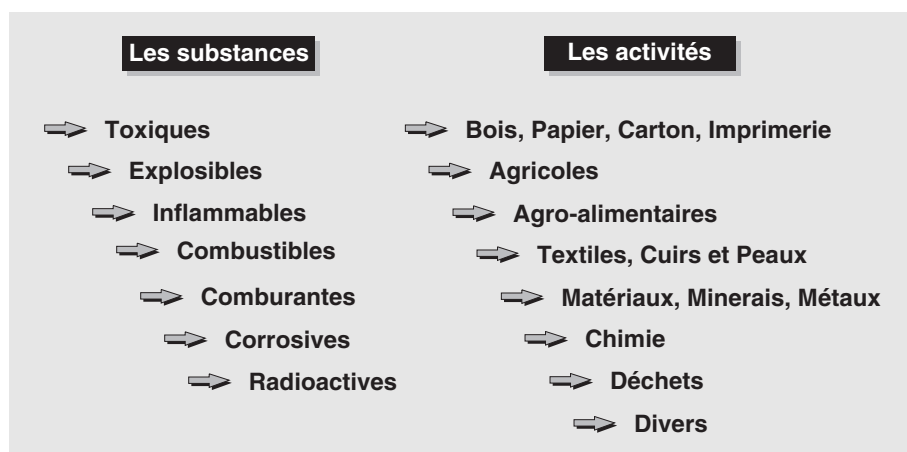 Les substances
Toxiques
Explosibles
Inflammables
Combustibles
Comburantes
Corrosives
Radioactives
Les activités
Bois, Papier, Carton, Imprimerie
Agricoles
Agro-alimentaires
Textiles, Cuirs et Peaux
Matériaux, Minerais, Métaux
Chimie
Déchets
Divers